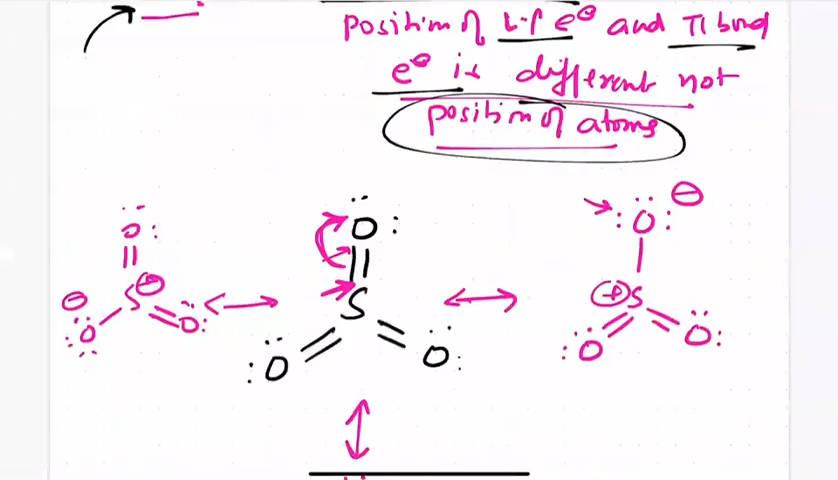 position of L.P e⊖ and π bond
e⊖ is different not
position of atoms
Ö: Ö: :Ö: ⊖
|| || |
⊖ S⊕ ↔ S ↔ ⊕S
:Ö Ö: :Ö Ö: :Ö Ö: